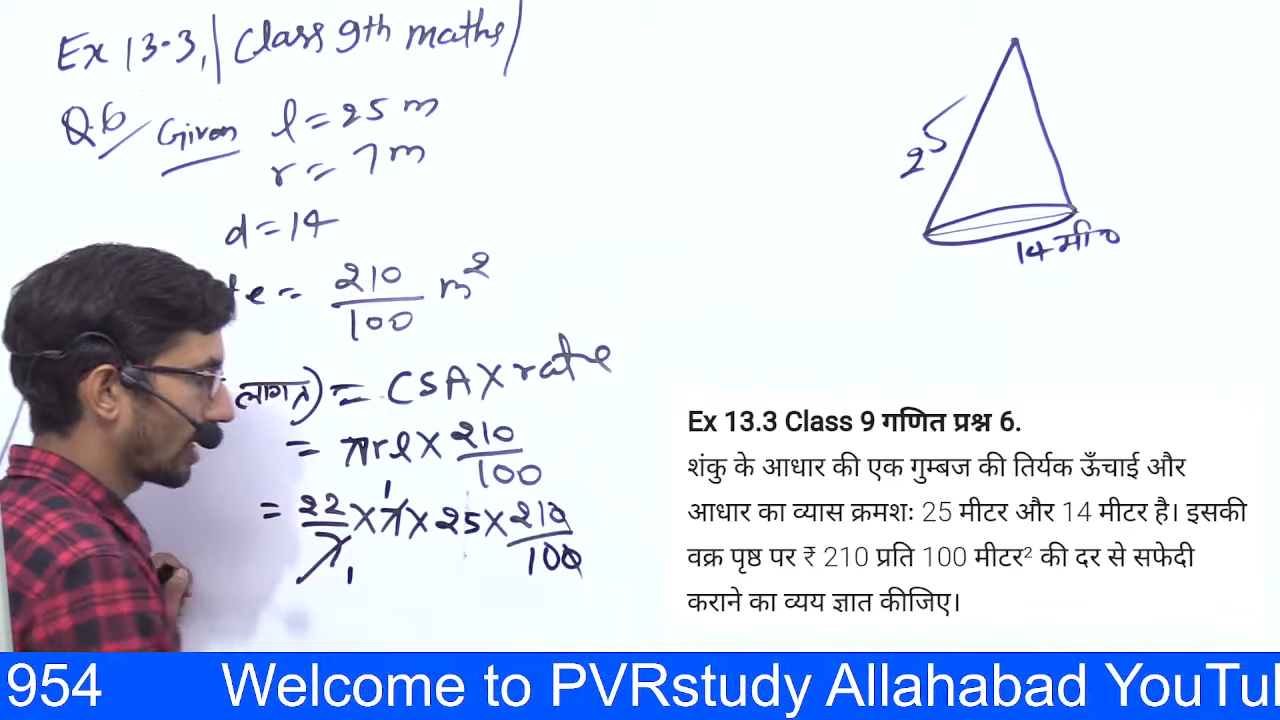 Ex 13.3, | Class 9th maths |
Q.6 Given l = 25 m
r = 7 m
d = 14
= 210/100 m²
लागत) = CSA × rate
= πrl × 210/100
= 22/7 × 7 × 25 × 210/100
1
1
25
14 मी०
Ex 13.3 Class 9 गणित प्रश्न 6.
शंकु के आधार की एक गुम्बज की तिर्यक ऊँचाई और
आधार का व्यास क्रमशः 25 मीटर और 14 मीटर है। इसकी
वक्र पृष्ठ पर ₹ 210 प्रति 100 मीटर² की दर से सफेदी
कराने का व्यय ज्ञात कीजिए।
954 Welcome to PVRstudy Allahabad YouTu